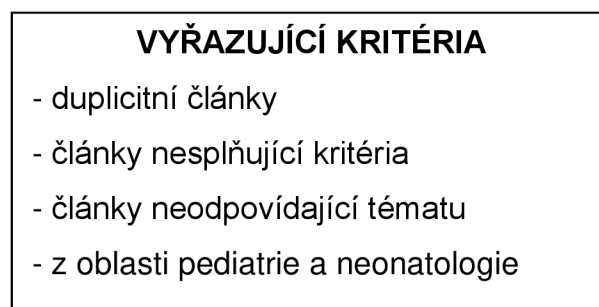 VYŘAZUJÍCÍ KRITÉRIA
- duplicitní články
- články nesplňující kritéria
- články neodpovídající tématu
- z oblasti pediatrie a neonatologie